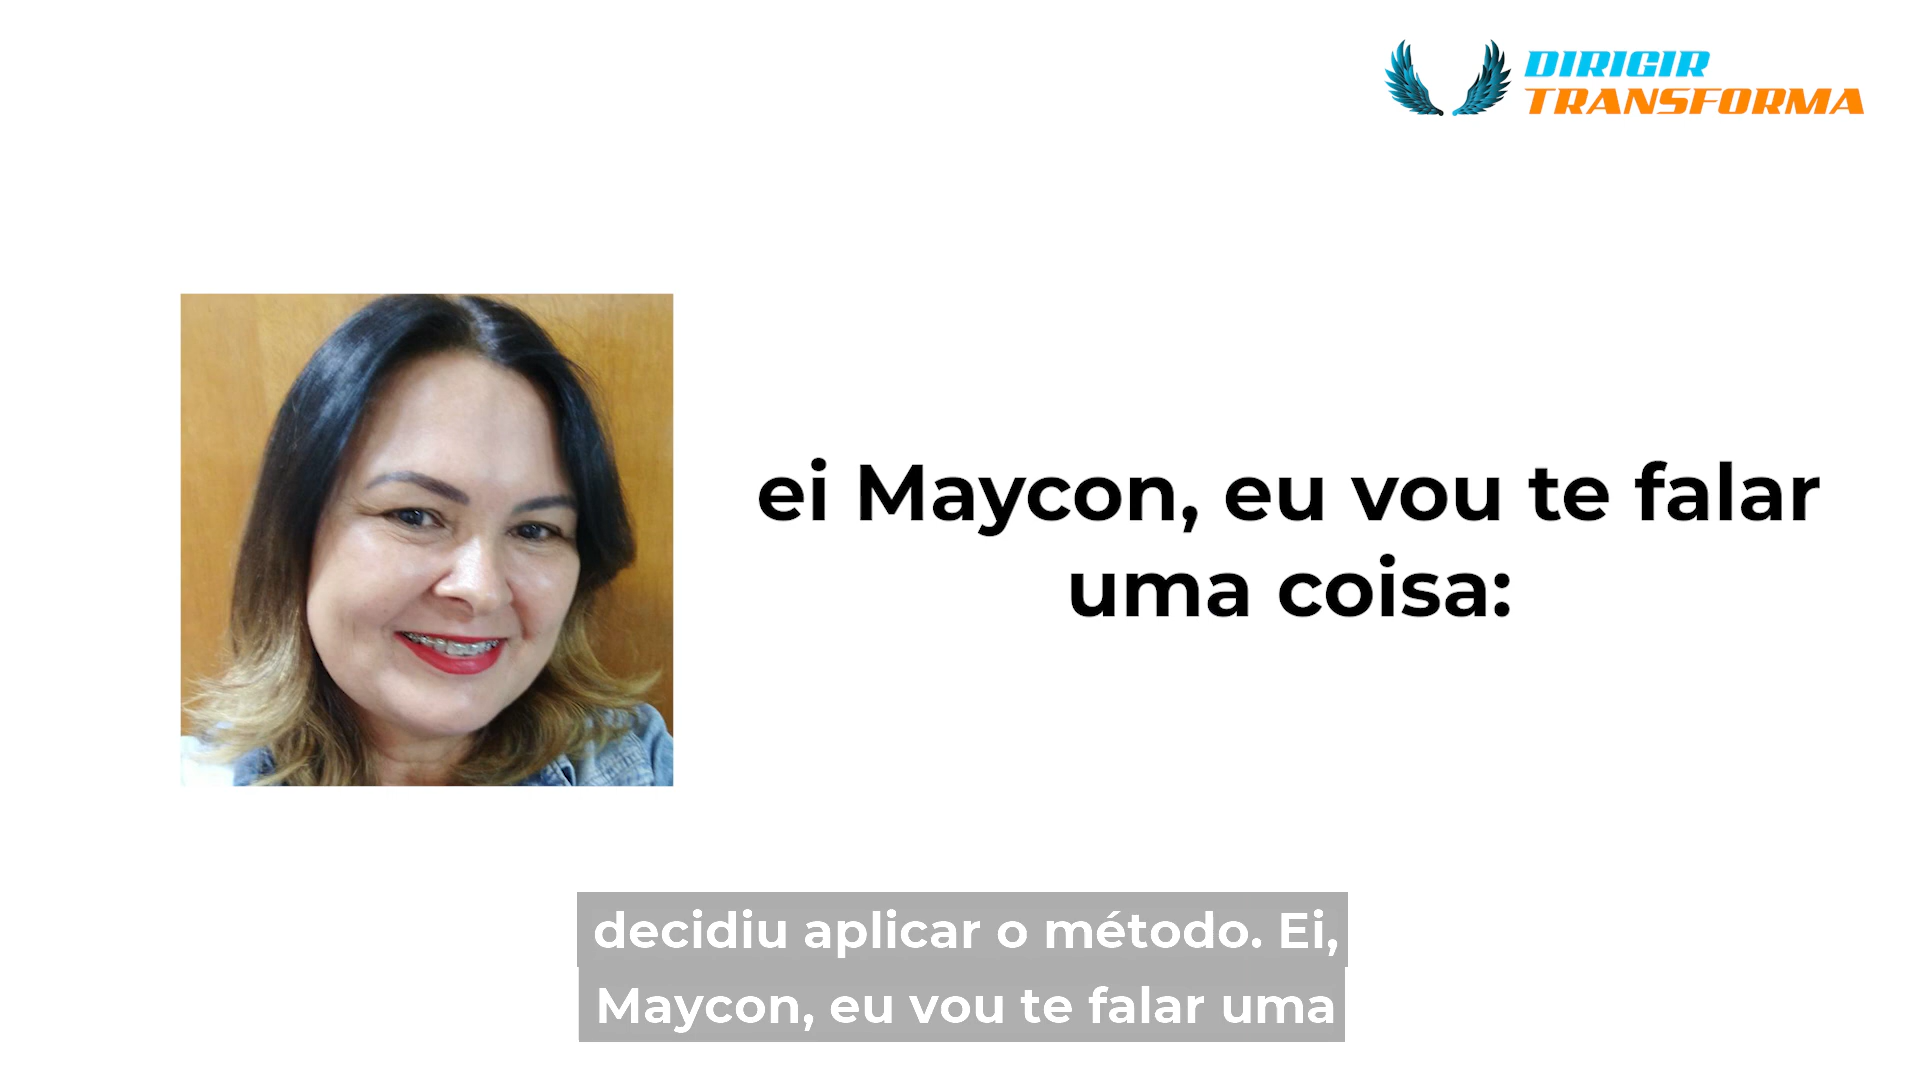 DIRIGIR
TRANSFORMA
ei Maycon, eu vou te falar
uma coisa:
decidiu aplicar o método. Ei,
Maycon, eu vou te falar uma